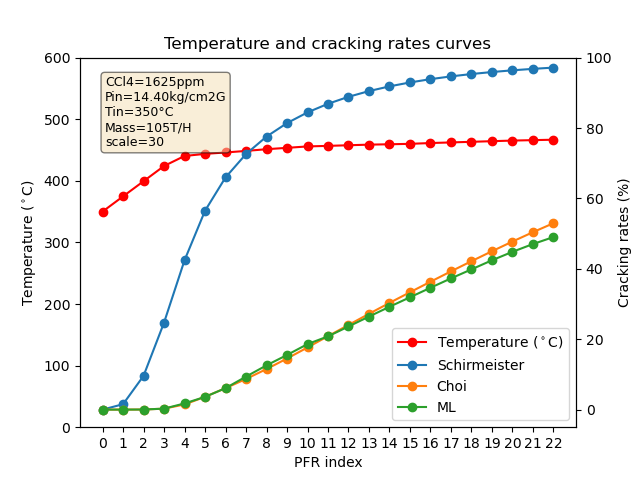 Temperature and cracking rates curves
600
500
400
300
200
100
0
Temperature (°C)
CCl4=1625ppm
Pin=14.40kg/cm2G
Tin=350°C
Mass=105T/H
scale=30
100
80
60
40
20
0
Cracking rates (%)
Temperature (°C)
Schirmeister
Choi
ML
0 1 2 3 4 5 6 7 8 9 10 11 12 13 14 15 16 17 18 19 20 21 22
PFR index